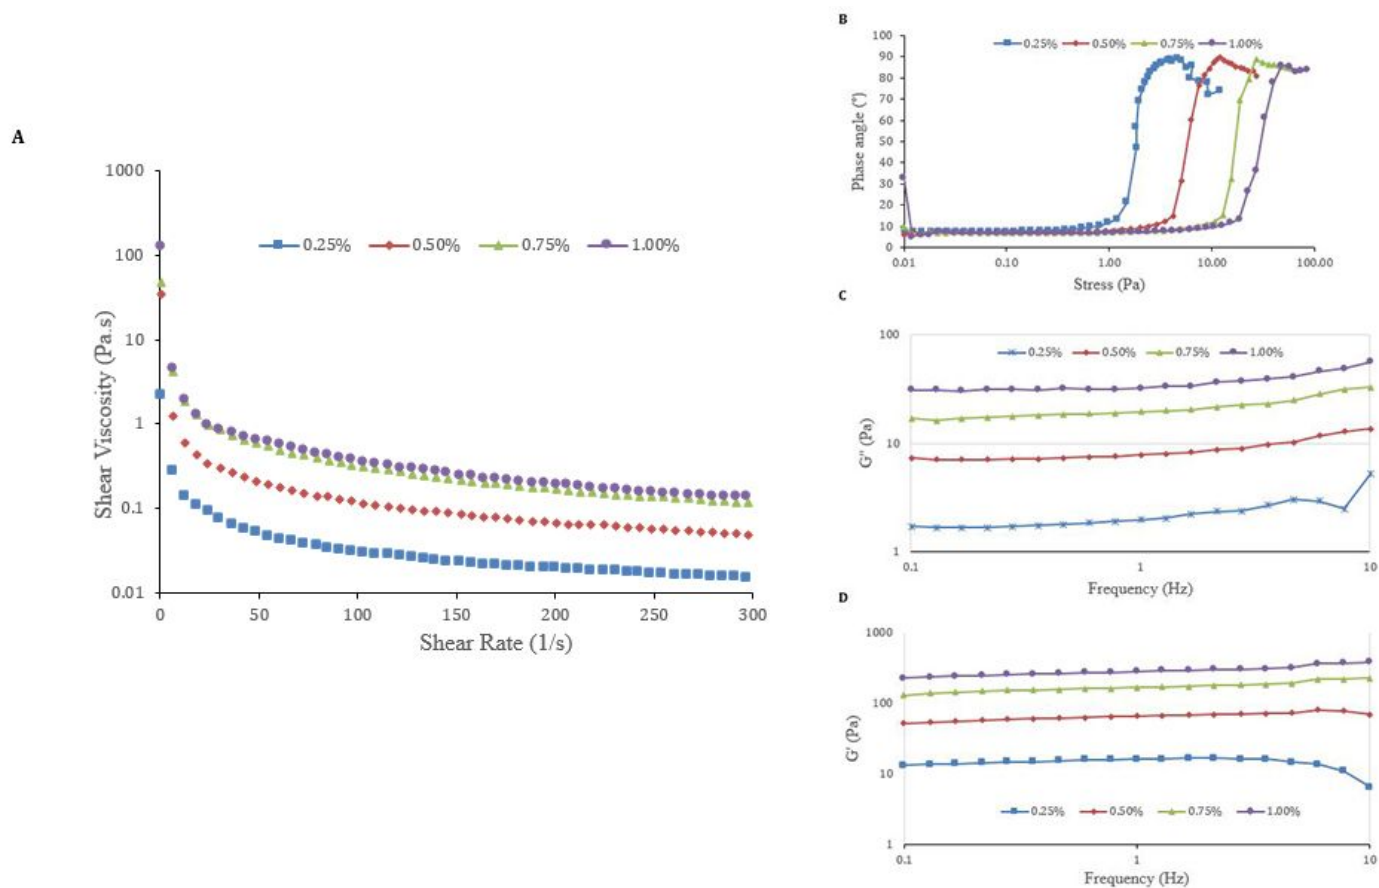 A
1000
100
10
1
0.1
0.01
0 50 100 150 200 250 300
Shear Viscosity (Pa.s)
Shear Rate (1/s)
0.25% 0.50% 0.75% 1.00%
B
100
90
80
70
60
50
40
30
20
10
0
0.01 0.10 1.00 10.00 100.00
Phase angle (°)
Stress (Pa)
0.25% 0.50% 0.75% 1.00%
C
100
10
1
0.1 1 10
G'' (Pa)
Frequency (Hz)
0.25% 0.50% 0.75% 1.00%
D
1000
100
10
1
0.1 1 10
G' (Pa)
Frequency (Hz)
0.25% 0.50% 0.75% 1.00%